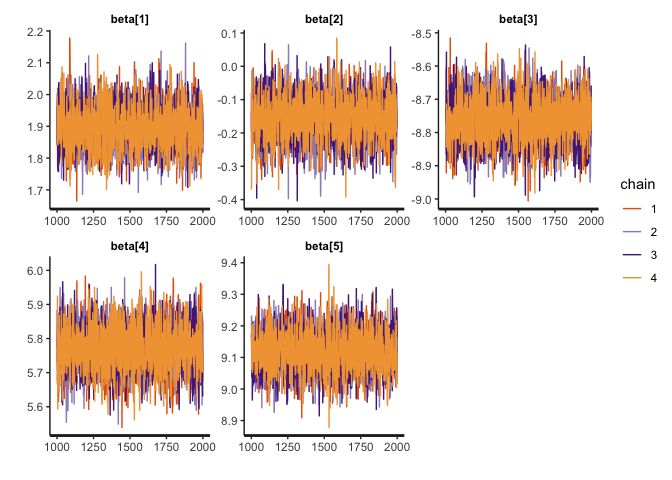 beta[1] beta[2] beta[3]
2.2 0.1 -8.5
2.1 0.0 -8.6
2.0 -0.1 -8.7
1.9 -0.2 -8.8
1.8 -0.3 -8.9
1.7 -0.4 -9.0
1000 1250 1500 1750 2000 1000 1250 1500 1750 2000 1000 1250 1500 1750 2000
chain
1
2
3
4
beta[4] beta[5]
6.0 9.4
5.9 9.3
5.8 9.2
5.7 9.1
5.6 9.0
8.9
1000 1250 1500 1750 2000 1000 1250 1500 1750 2000